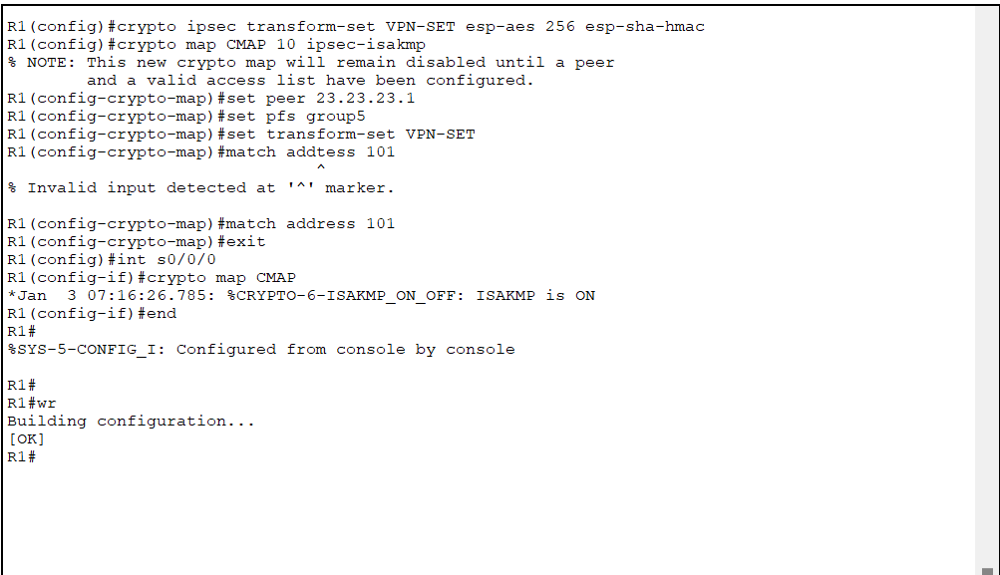 R1(config)#crypto ipsec transform-set VPN-SET esp-aes 256 esp-sha-hmac
R1(config)#crypto map CMAP 10 ipsec-isakmp
% NOTE: This new crypto map will remain disabled until a peer
        and a valid access list have been configured.
R1(config-crypto-map)#set peer 23.23.23.1
R1(config-crypto-map)#set pfs group5
R1(config-crypto-map)#set transform-set VPN-SET
R1(config-crypto-map)#match addtess 101
                               ^
% Invalid input detected at '^' marker.

R1(config-crypto-map)#match address 101
R1(config-crypto-map)#exit
R1(config)#int s0/0/0
R1(config-if)#crypto map CMAP
*Jan  3 07:16:26.785: %CRYPTO-6-ISAKMP_ON_OFF: ISAKMP is ON
R1(config-if)#end
R1#
%SYS-5-CONFIG_I: Configured from console by console

R1#
R1#wr
Building configuration...
[OK]
R1#